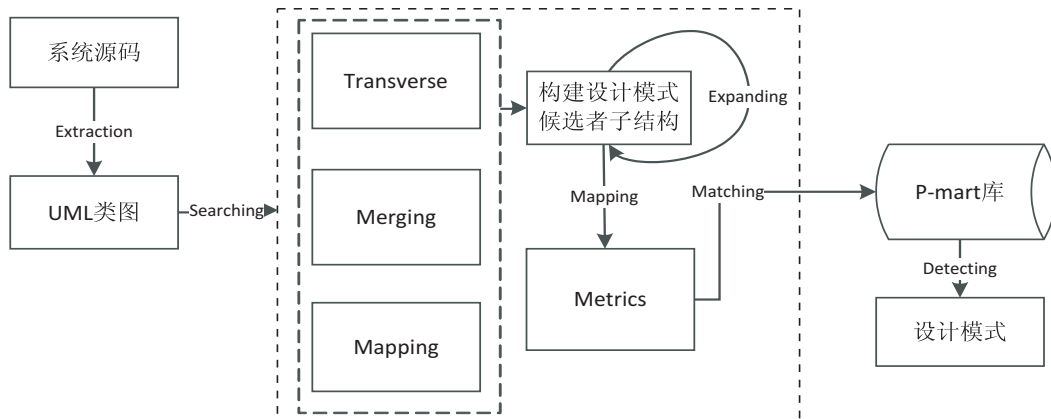 系统源码
Extraction
UML类图
Searching
Transverse
Merging
Mapping
构建设计模式
候选者子结构
Expanding
Mapping
Metrics
Matching
P-mart库
Detecting
设计模式